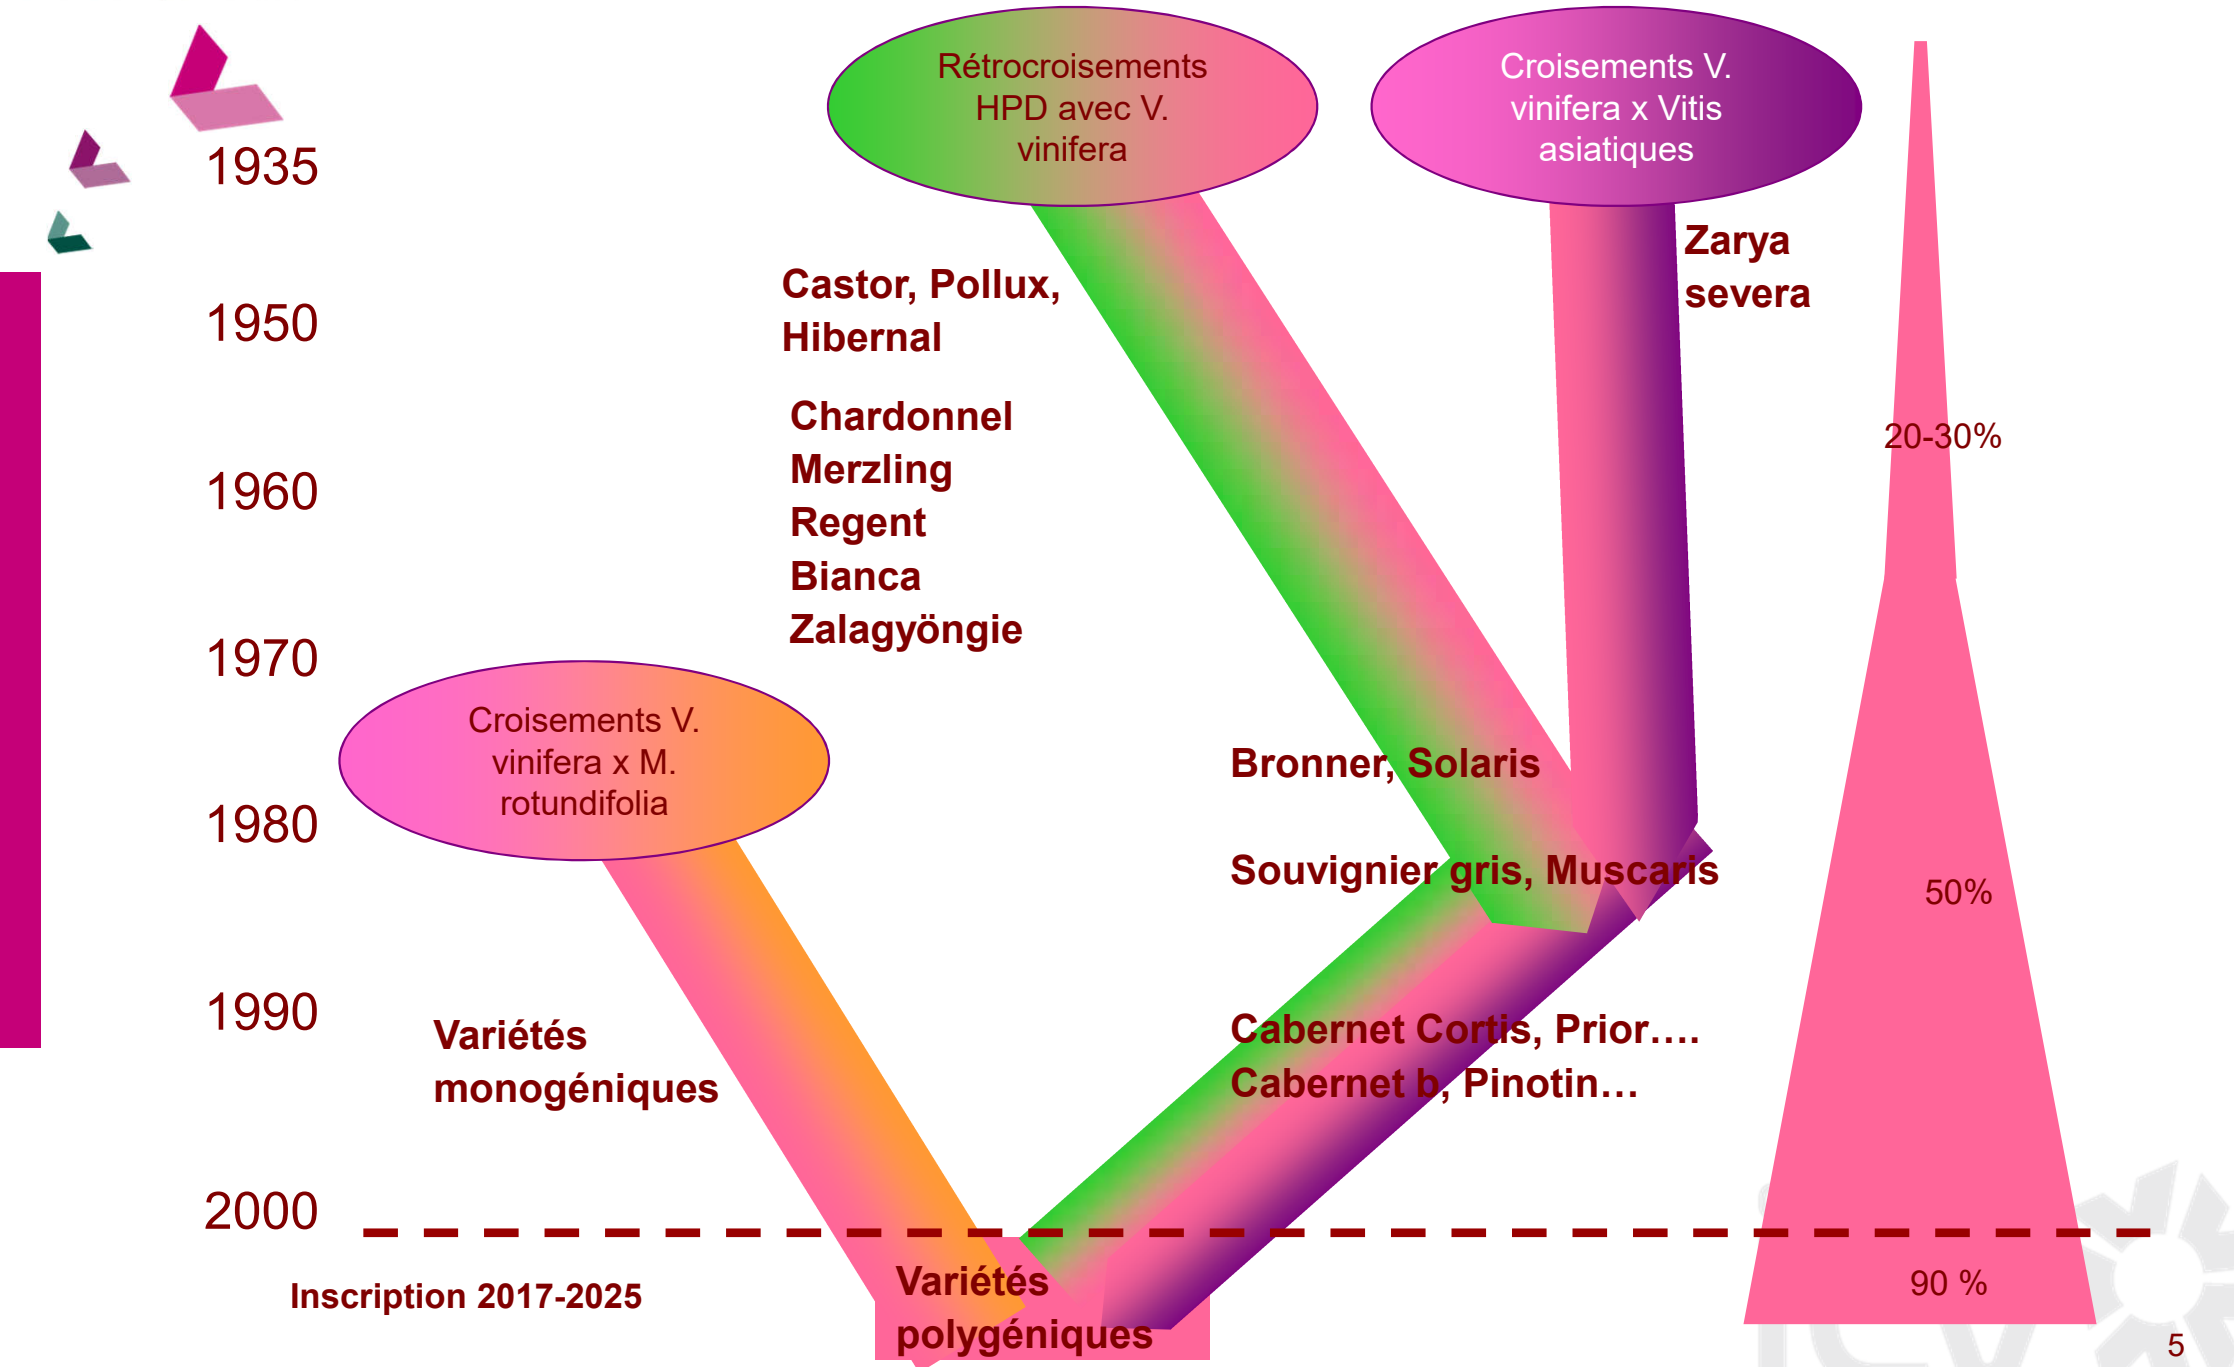 Rétrocroisements
HPD avec V.
vinifera
Croisements V.
vinifera x Vitis
asiatiques
1935
Zarya
severa
Castor, Pollux,
Hibernal
1950
Chardonnel
Merzling
Regent
Bianca
Zalagyöngie
20-30%
1960
1970
Croisements V.
vinifera x M.
rotundifolia
Bronner, Solaris
1980
Souvignier gris, Muscaris
50%
1990
Variétés
monogéniques
Cabernet Cortis, Prior….
Cabernet b, Pinotin…
2000
Inscription 2017-2025
Variétés
polygéniques
90 %
5